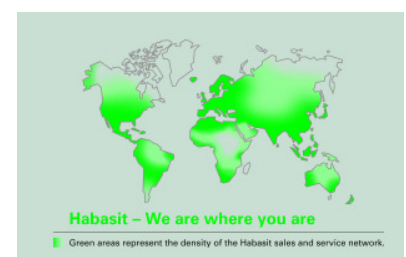 Habasit – We are where you are
Green areas represent the density of the Habasit sales and service network.